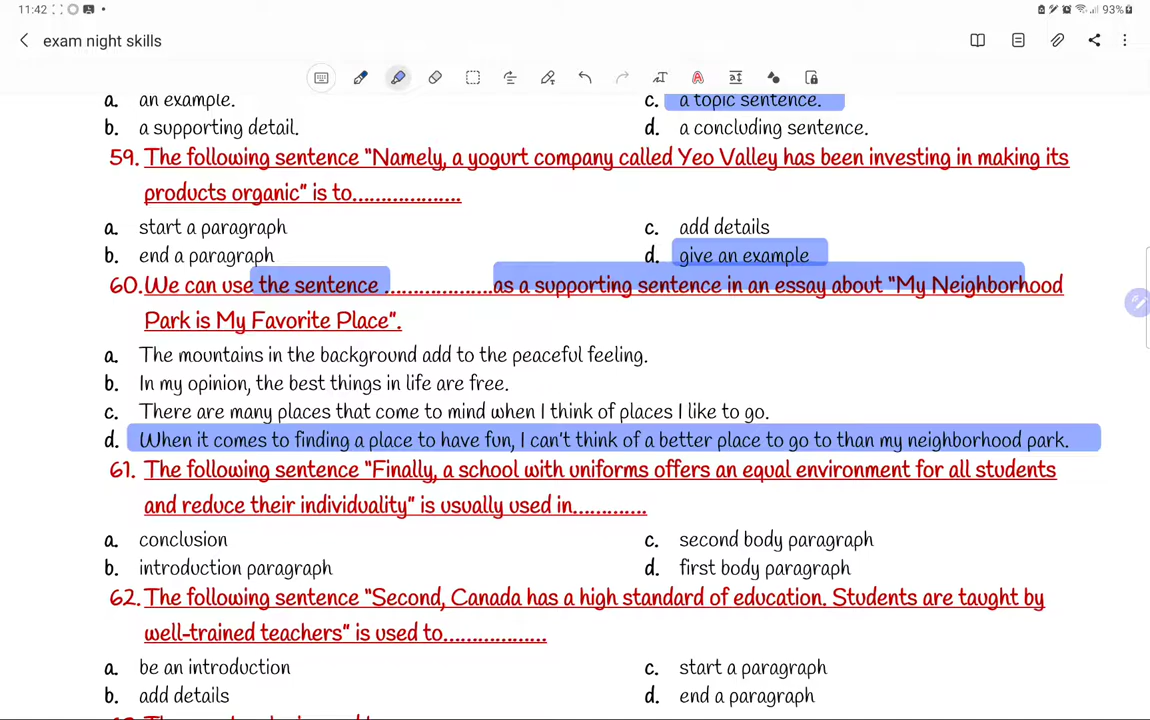 11:42
93%
exam night skills
a. an example.
c. a topic sentence.
b. a supporting detail.
d. a concluding sentence.
59. The following sentence "Namely, a yogurt company called Yeo Valley has been investing in making its
products organic" is to...................
a. start a paragraph
c. add details
b. end a paragraph
d. give an example
60. We can use the sentence ...................as a supporting sentence in an essay about "My Neighborhood
Park is My Favorite Place".
a. The mountains in the background add to the peaceful feeling.
b. In my opinion, the best things in life are free.
c. There are many places that come to mind when I think of places I like to go.
d. When it comes to finding a place to have fun, I can't think of a better place to go to than my neighborhood park.
61. The following sentence "Finally, a school with uniforms offers an equal environment for all students
and reduce their individuality" is usually used in.............
a. conclusion
c. second body paragraph
b. introduction paragraph
d. first body paragraph
62. The following sentence "Second, Canada has a high standard of education. Students are taught by
well-trained teachers" is used to..................
a. be an introduction
c. start a paragraph
b. add details
d. end a paragraph